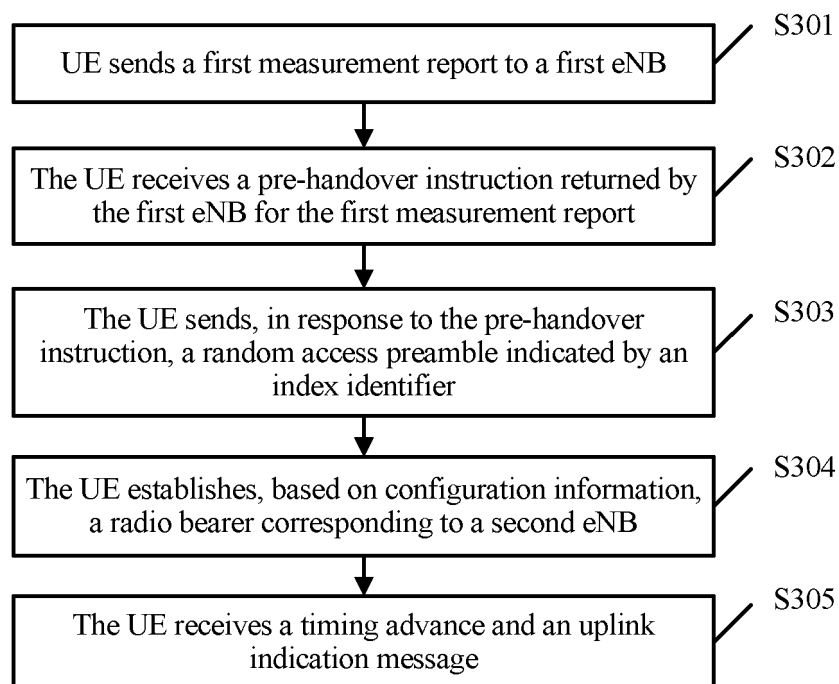 S301
UE sends a first measurement report to a first eNB
S302
The UE receives a pre-handover instruction returned by
the first eNB for the first measurement report
S303
The UE sends, in response to the pre-handover
instruction, a random access preamble indicated by an
index identifier
S304
The UE establishes, based on configuration information,
a radio bearer corresponding to a second eNB
S305
The UE receives a timing advance and an uplink
indication message